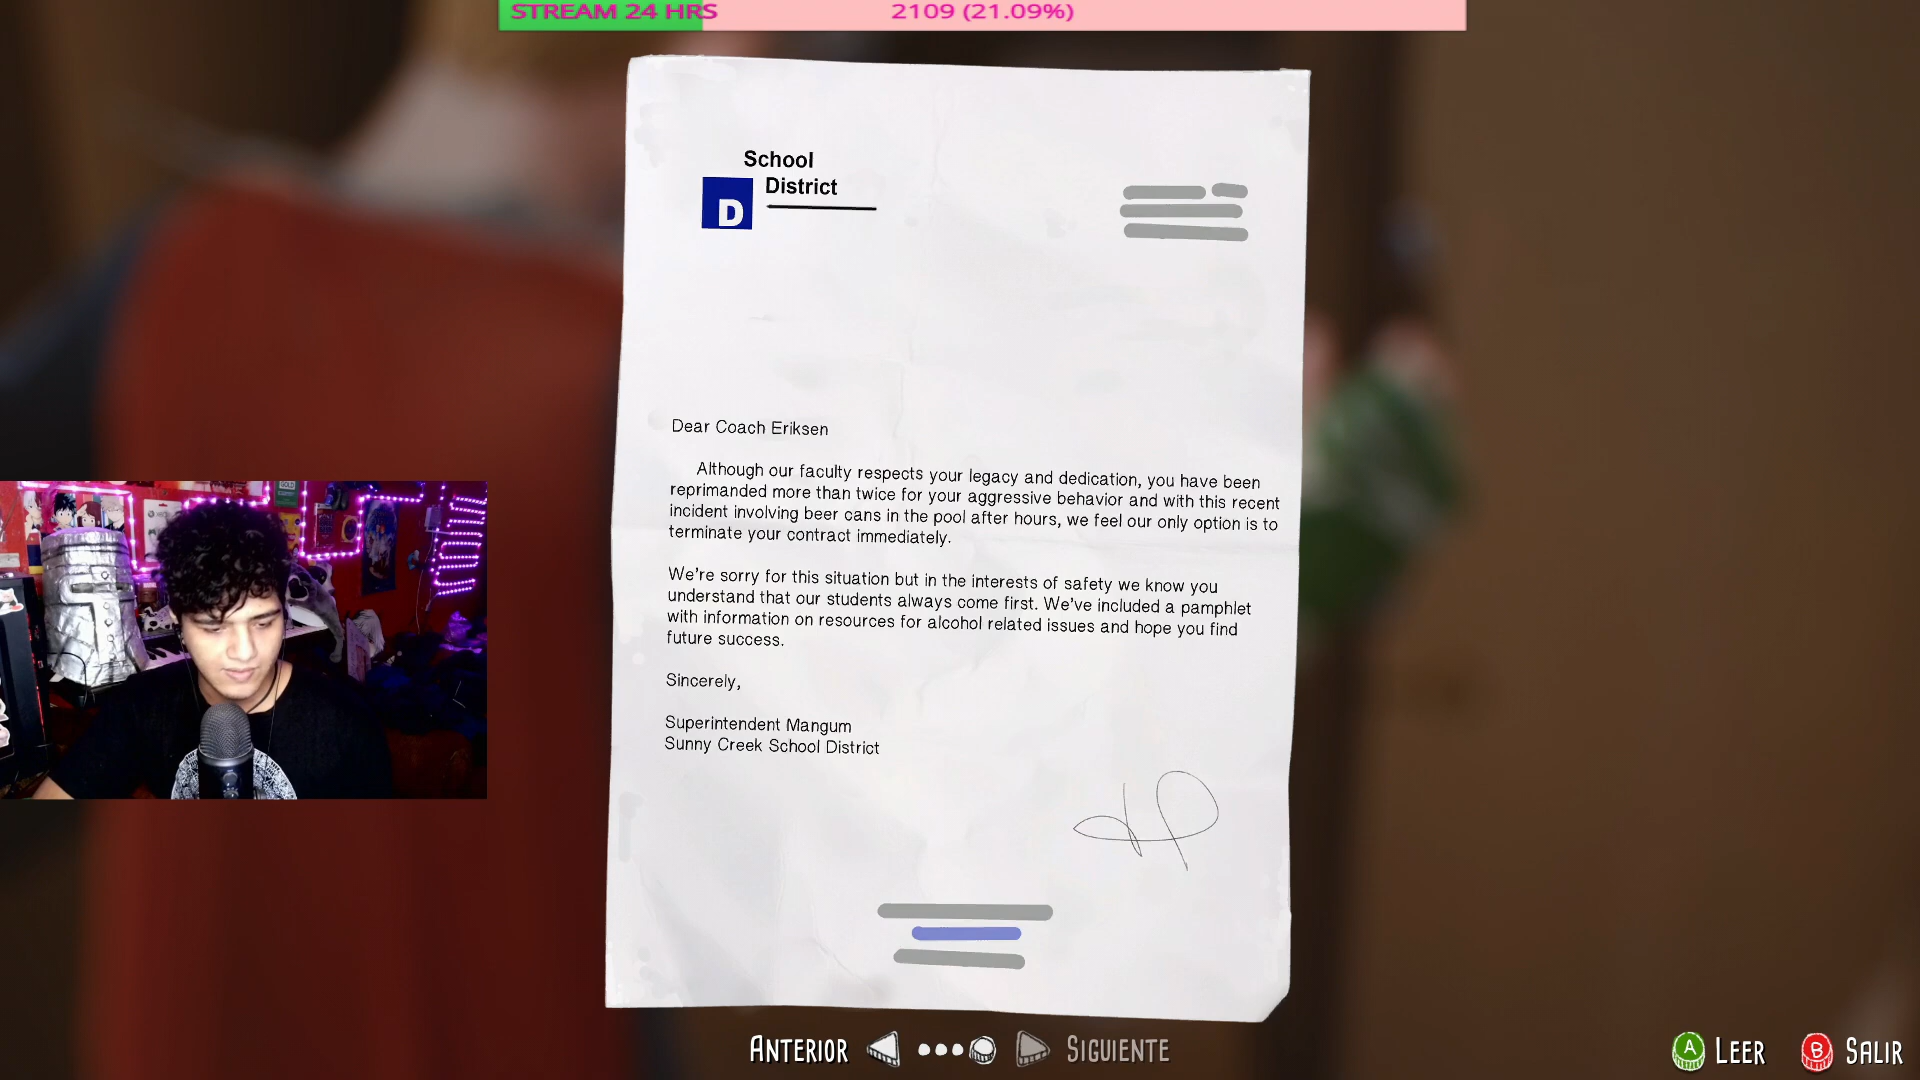 STREAM 24 HRS 2109 (21.09%)
School
District
D
Dear Coach Eriksen
Although our faculty respects your legacy and dedication, you have been
reprimanded more than twice for your aggressive behavior and with this recent
incident involving beer cans in the pool after hours, we feel our only option is to
terminate your contract immediately.
We're sorry for this situation but in the interests of safety we know you
understand that our students always come first. We've included a pamphlet
with information on resources for alcohol related issues and hope you find
future success.
Sincerely,
Superintendent Mangum
Sunny Creek School District
ANTERIOR SIGUIENTE
A LEER B SALIR